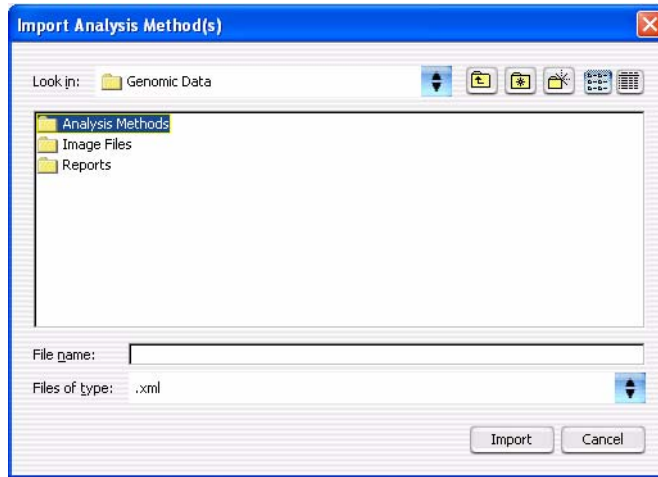 Import Analysis Method(s)
Look in: Genomic Data
Analysis Methods
Image Files
Reports
File name:
Files of type: .xml
Import Cancel